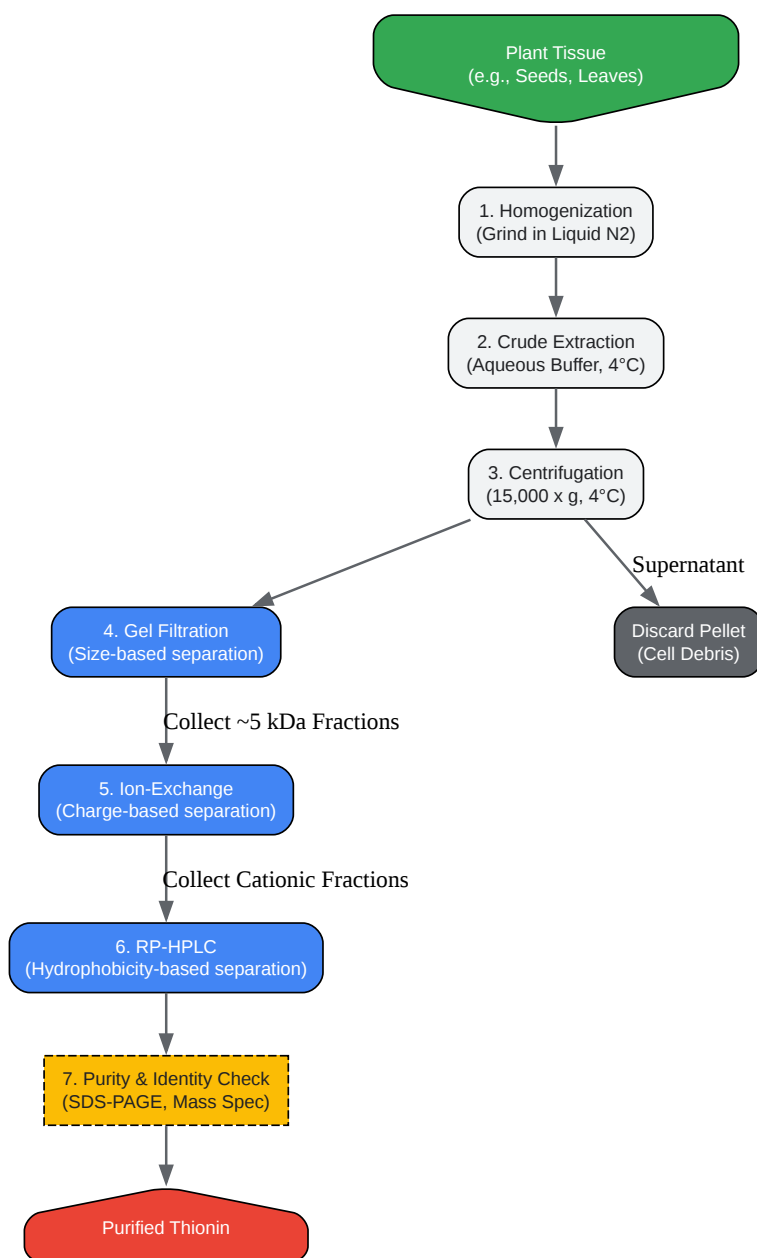 Plant Tissue
(e.g., Seeds, Leaves)
1. Homogenization
(Grind in Liquid N2)
2. Crude Extraction
(Aqueous Buffer, 4°C)
3. Centrifugation
(15,000 x g, 4°C)
Supernatant
4. Gel Filtration
(Size-based separation)
Discard Pellet
(Cell Debris)
Collect ~5 kDa Fractions
5. Ion-Exchange
(Charge-based separation)
Collect Cationic Fractions
6. RP-HPLC
(Hydrophobicity-based separation)
7. Purity & Identity Check
(SDS-PAGE, Mass Spec)
Purified Thionin